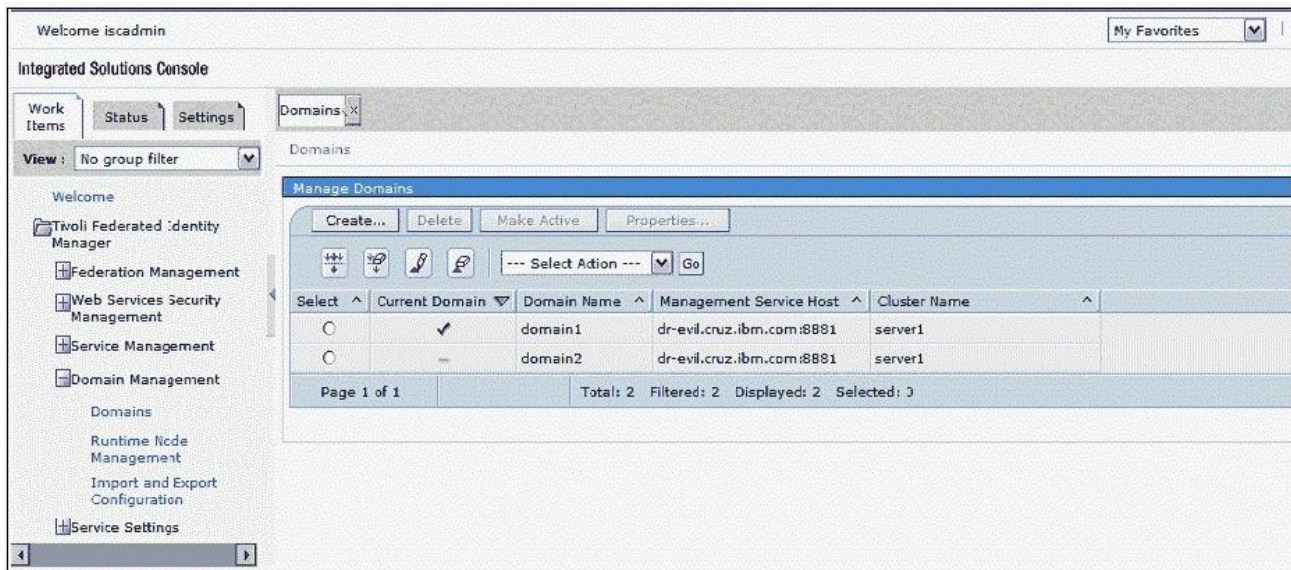 Welcome iscadmin
My Favorites
Integrated Solutions Console
Work Items
Status
Settings
Domains
View : No group filter
Domains
Welcome
Manage Domains
Tivoli Federated Identity
Manager
Create... Delete Make Active Properties...
Federation Management
--- Select Action --- Go
Web Services Security
Management
Select Current Domain Domain Name Management Service Host Cluster Name
domain1 dr-evil.cruz.ibm.com:8881 server1
Service Management
domain2 dr-evil.cruz.ibm.com:8881 server1
Domain Management
Page 1 of 1 Total: 2 Filtered: 2 Displayed: 2 Selected: 0
Domains
Runtime Node
Management
Import and Export
Configuration
Service Settings